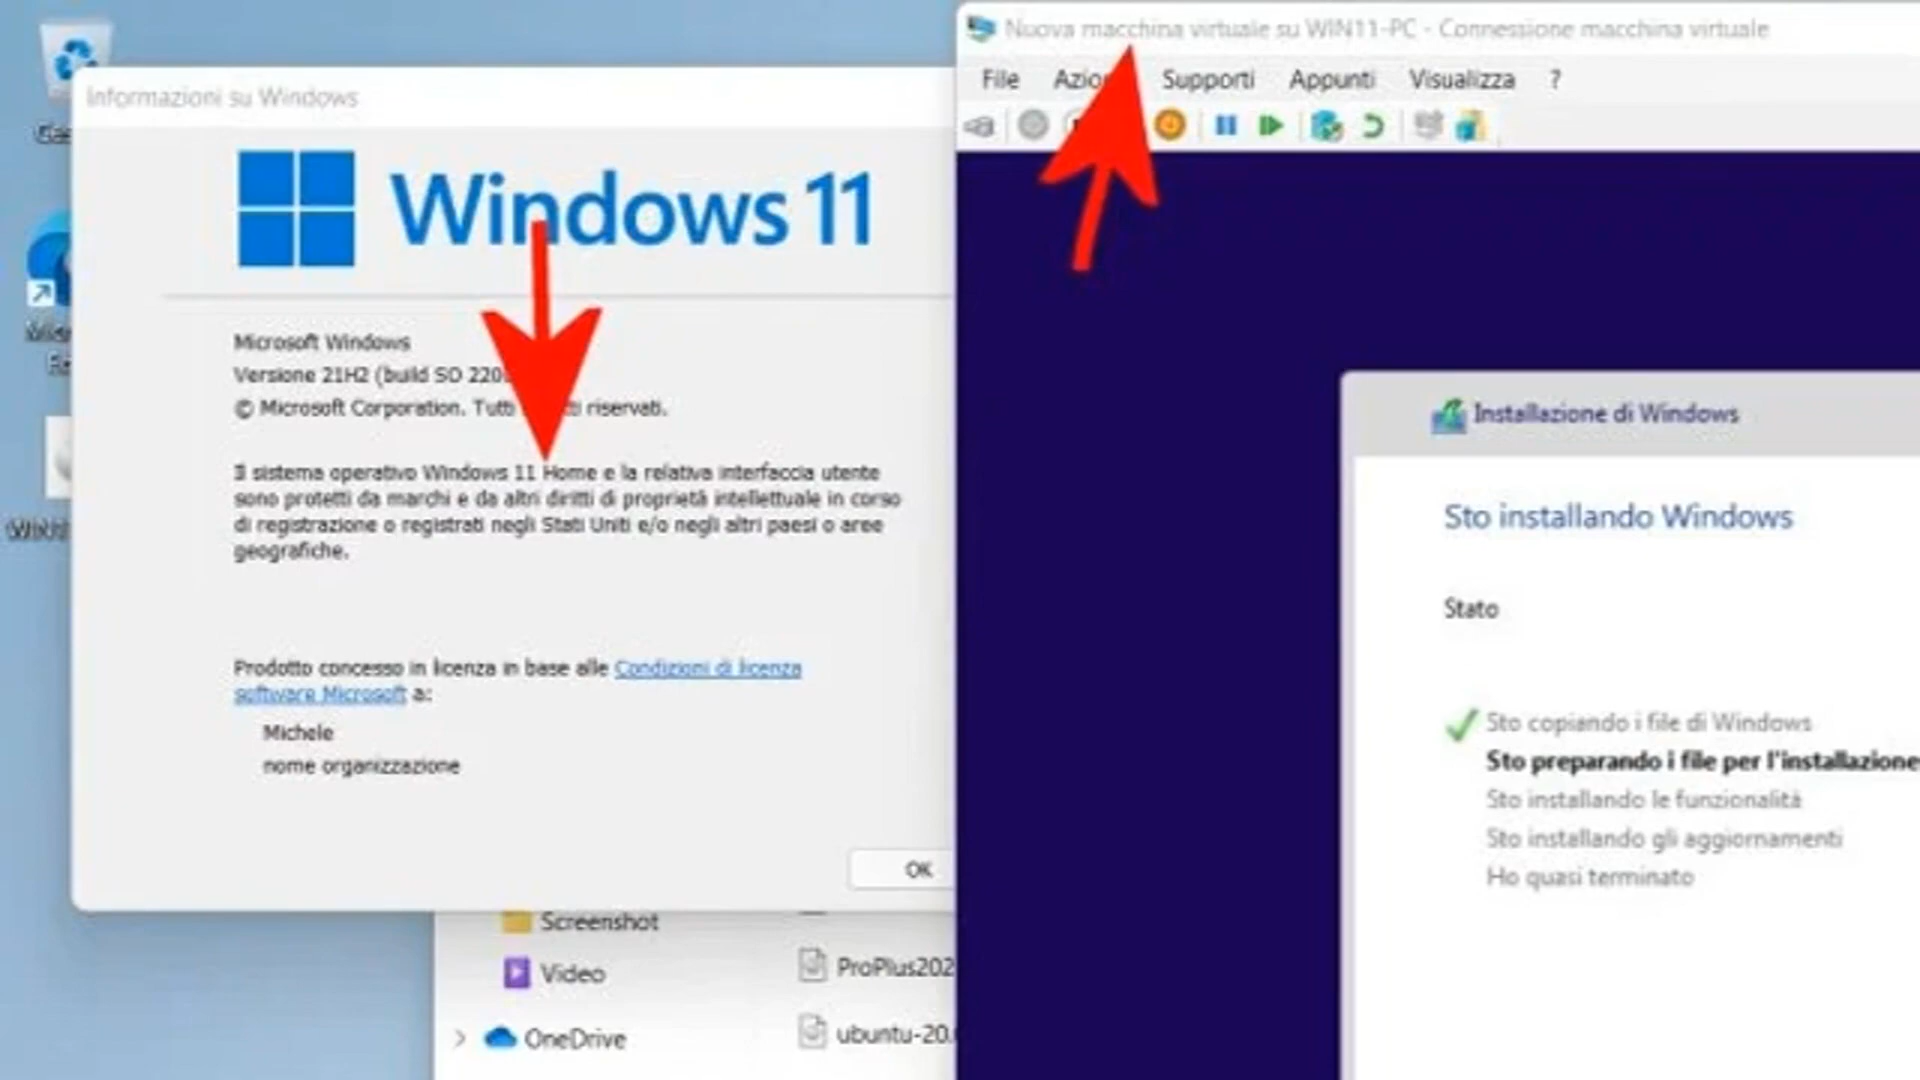 Informazioni su Windows
Windows 11
Microsoft Windows
Versione 21H2 (build SO
© Microsoft Corporation. Tutti riservati.
Il sistema operativo Windows 11 Home e la relativa interfaccia utente
sono protetti da marchi e da altri diritti di proprietà intellettuale in corso
di registrazione o registrati negli Stati Uniti e/o negli altri paesi o aree
geografiche.
Prodotto concesso in licenza in base alle Condizioni di licenza
software Microsoft a:
Michele
nome organizzazione
OK
Screenshot
Video
OneDrive
ProPlus202
ubuntu-20.
Nuova macchina virtuale su WIN11-PC - Connessione macchina virtuale
File Supporti Appunti Visualizza ?
Installazione di Windows
Sto installando Windows
Stato
Sto copiando i file di Windows
Sto preparando i file per l'installazione
Sto installando le funzionalità
Sto installando gli aggiornamenti
Ho quasi terminato